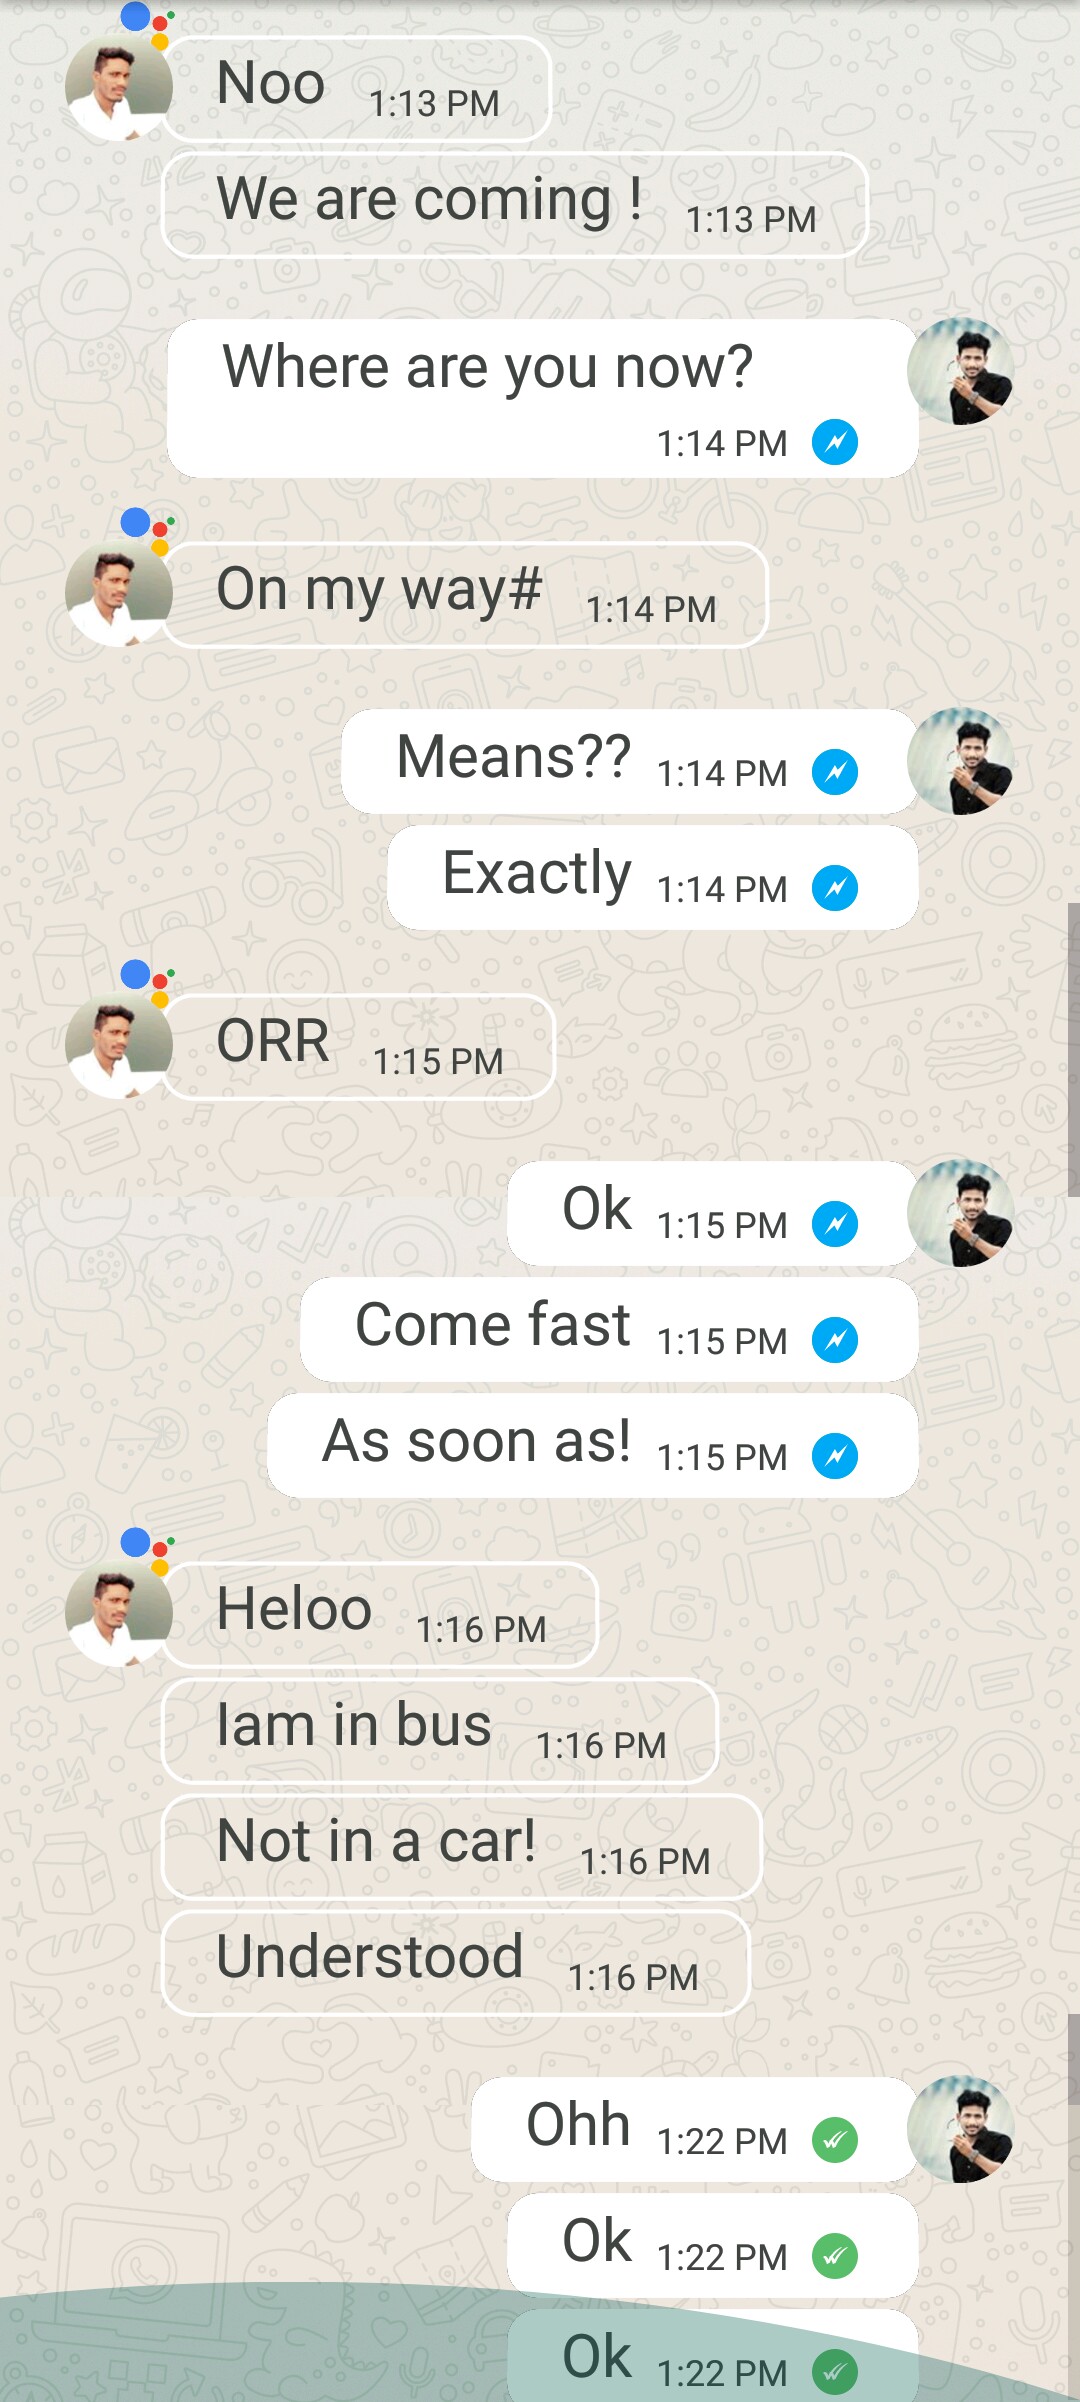 Noo 1:13 PM
We are coming ! 1:13 PM
Where are you now?
1:14 PM
On my way# 1:14 PM
Means?? 1:14 PM
Exactly 1:14 PM
ORR 1:15 PM
Ok 1:15 PM
Come fast 1:15 PM
As soon as! 1:15 PM
Heloo 1:16 PM
Iam in bus 1:16 PM
Not in a car! 1:16 PM
Understood 1:16 PM
Ohh 1:22 PM
Ok 1:22 PM
Ok 1:22 PM